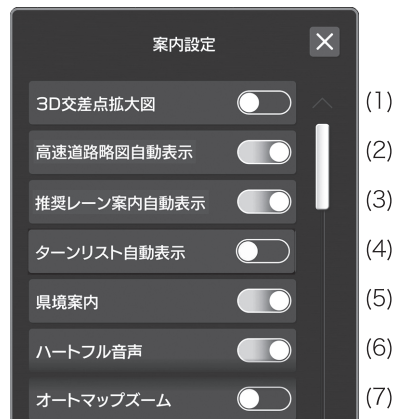 案内設定
3D交差点拡大図 (1)
高速道路略図自動表示 (2)
推奨レーン案内自動表示 (3)
ターンリスト自動表示 (4)
県境案内 (5)
ハートフル音声 (6)
オートマップズーム (7)